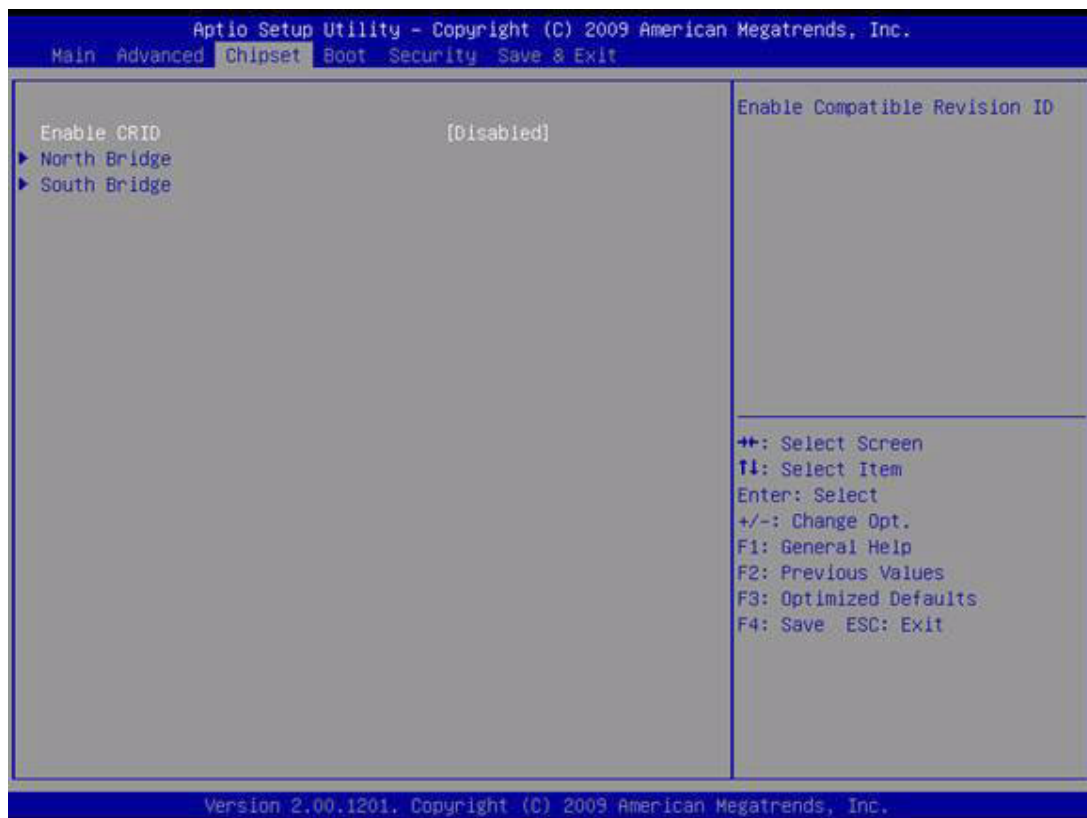 Aptio Setup Utility – Copyright (C) 2009 American Megatrends, Inc.
Main Advanced Chipset Boot Security Save & Exit
Enable CRID [Disabled]
North Bridge
South Bridge
Enable Compatible Revision ID
→←: Select Screen
↑↓: Select Item
Enter: Select
+/-: Change Opt.
F1: General Help
F2: Previous Values
F3: Optimized Defaults
F4: Save ESC: Exit
Version 2.00.1201. Copyright (C) 2009 American Megatrends, Inc.